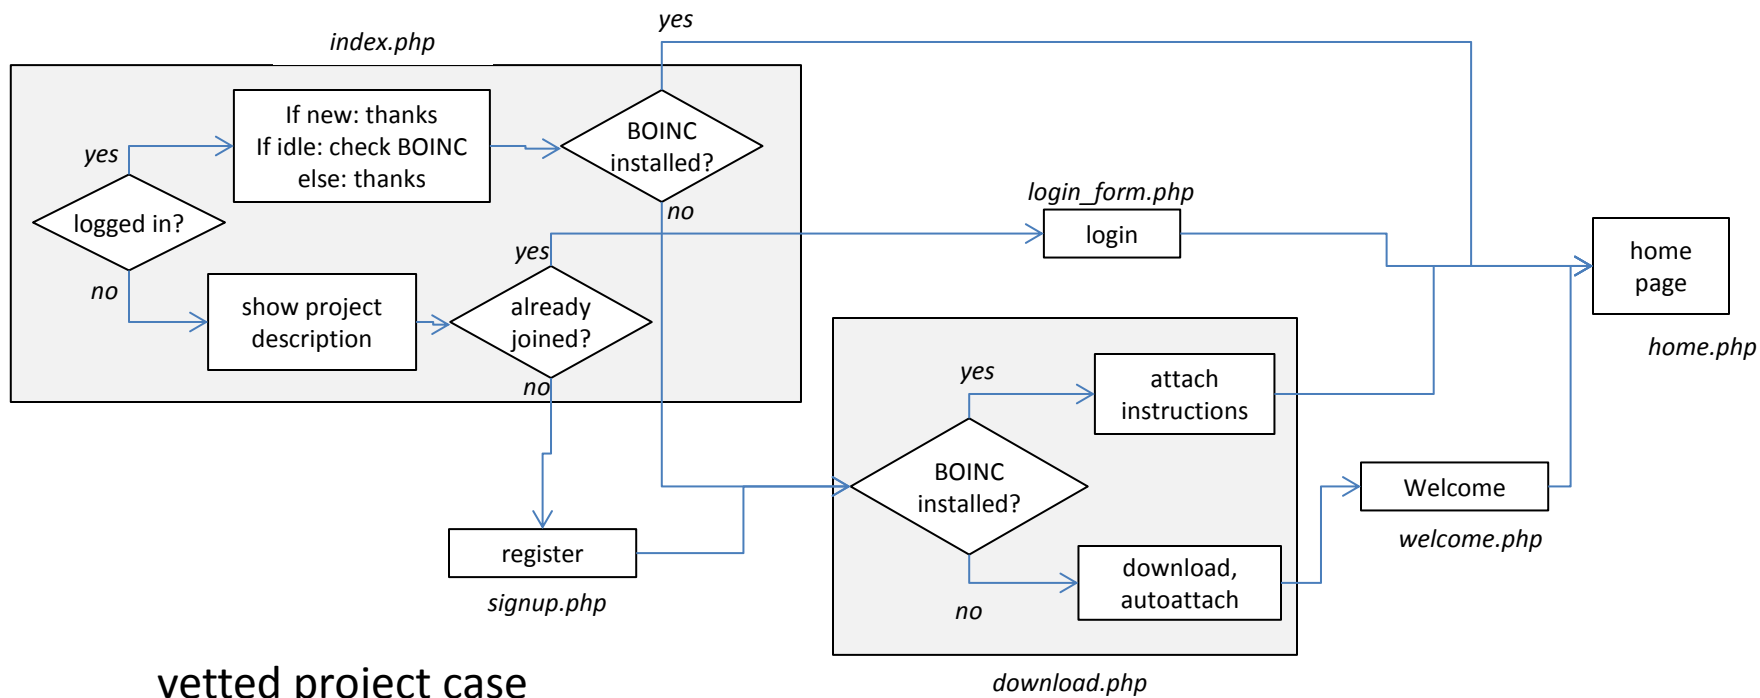 yes
index.php
If new: thanks
If idle: check BOINC
else: thanks
BOINC
installed?
yes
logged in?
no
login_form.php
login
yes
home
page
no
show project
description
already
joined?
home.php
no
yes
attach
instructions
BOINC
installed?
Welcome
welcome.php
register
signup.php
download,
autoattach
no
vetted project case
download.php